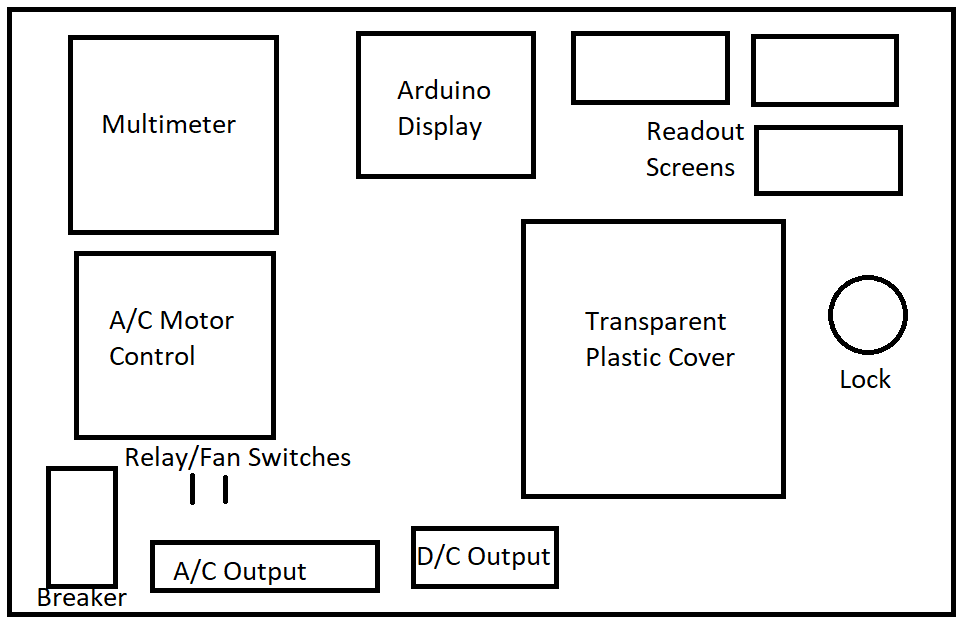 Multimeter
Arduino
Display
Readout
Screens
A/C Motor
Control
Transparent
Plastic Cover
Lock
Relay/Fan Switches
Breaker
A/C Output
D/C Output